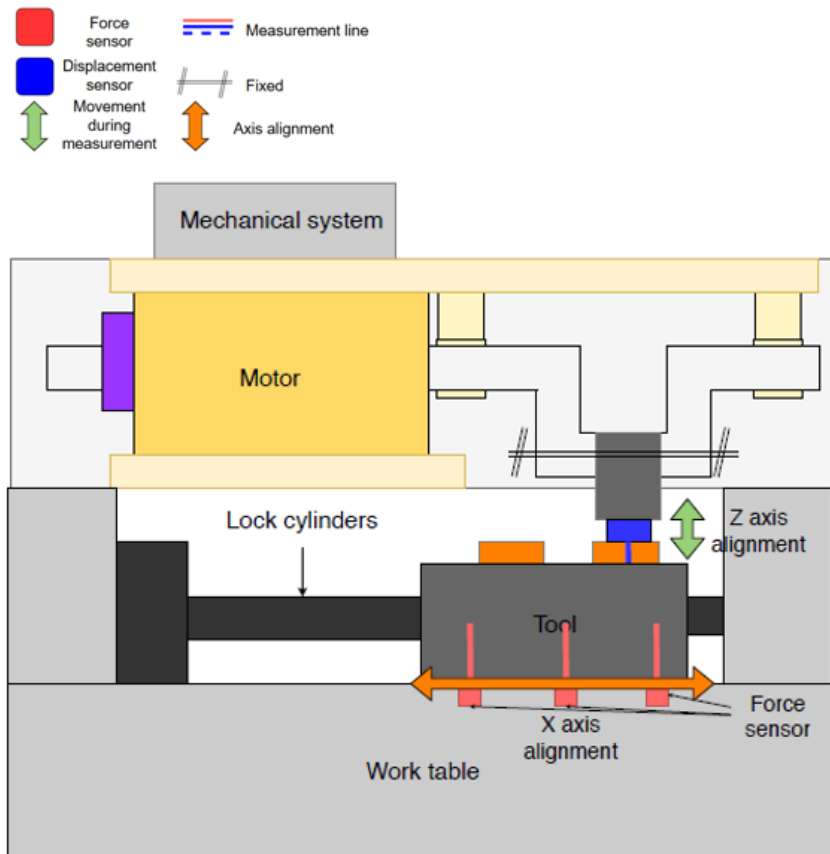 Force
sensor
Measurement line
Displacement
sensor
Fixed
Movement
during
measurement
Axis alignment
Mechanical system
Motor
Lock cylinders
Z axis
alignment
Tool
Force
sensor
X axis
alignment
Work table